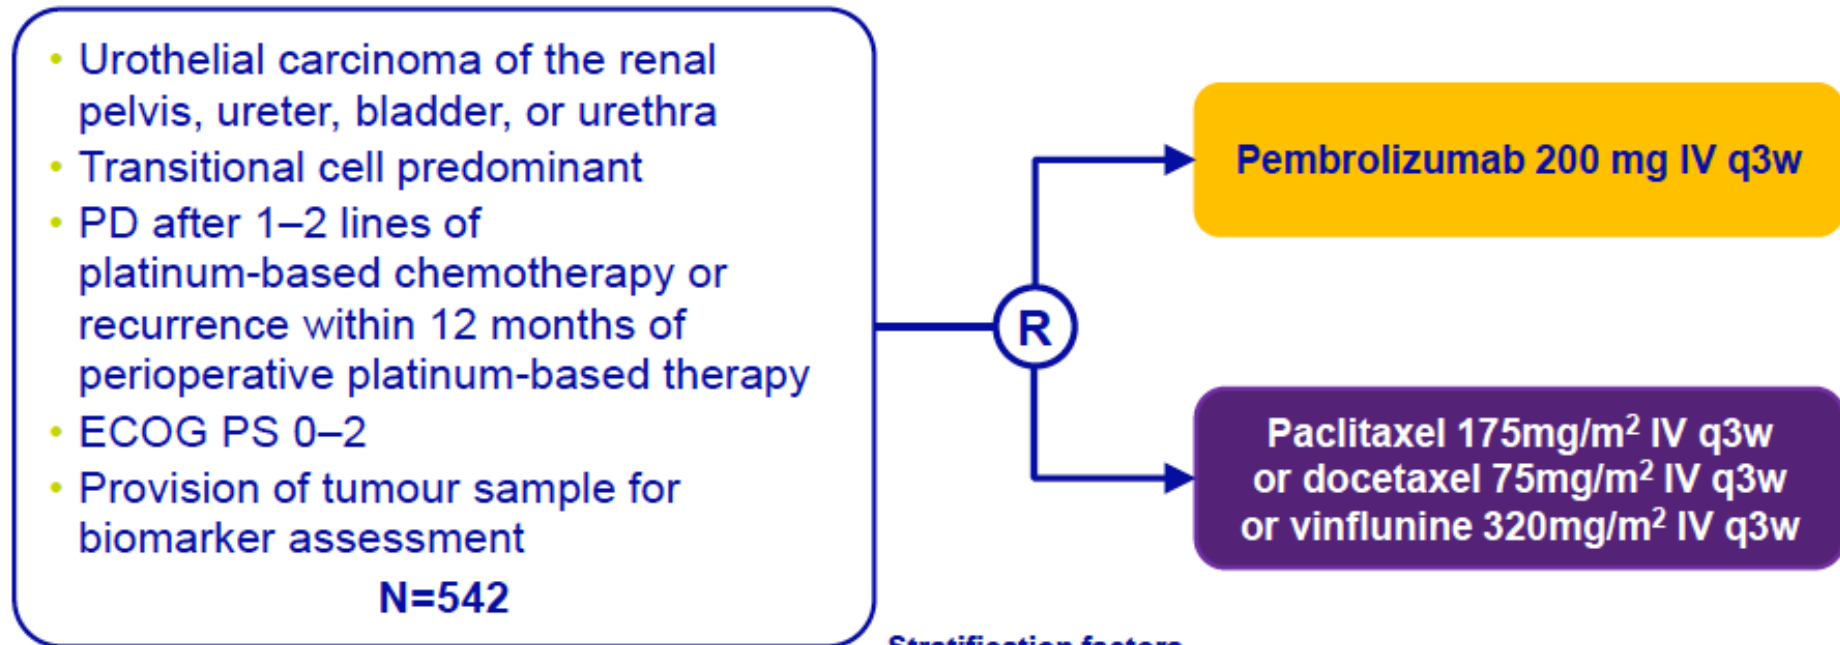 • Urothelial carcinoma of the renal
pelvis, ureter, bladder, or urethra
• Transitional cell predominant
• PD after 1–2 lines of
platinum-based chemotherapy or
recurrence within 12 months of
perioperative platinum-based therapy
• ECOG PS 0–2
• Provision of tumour sample for
biomarker assessment
N=542
R
Pembrolizumab 200 mg IV q3w
Paclitaxel 175mg/m² IV q3w
or docetaxel 75mg/m² IV q3w
or vinflunine 320mg/m² IV q3w
Stratification factors